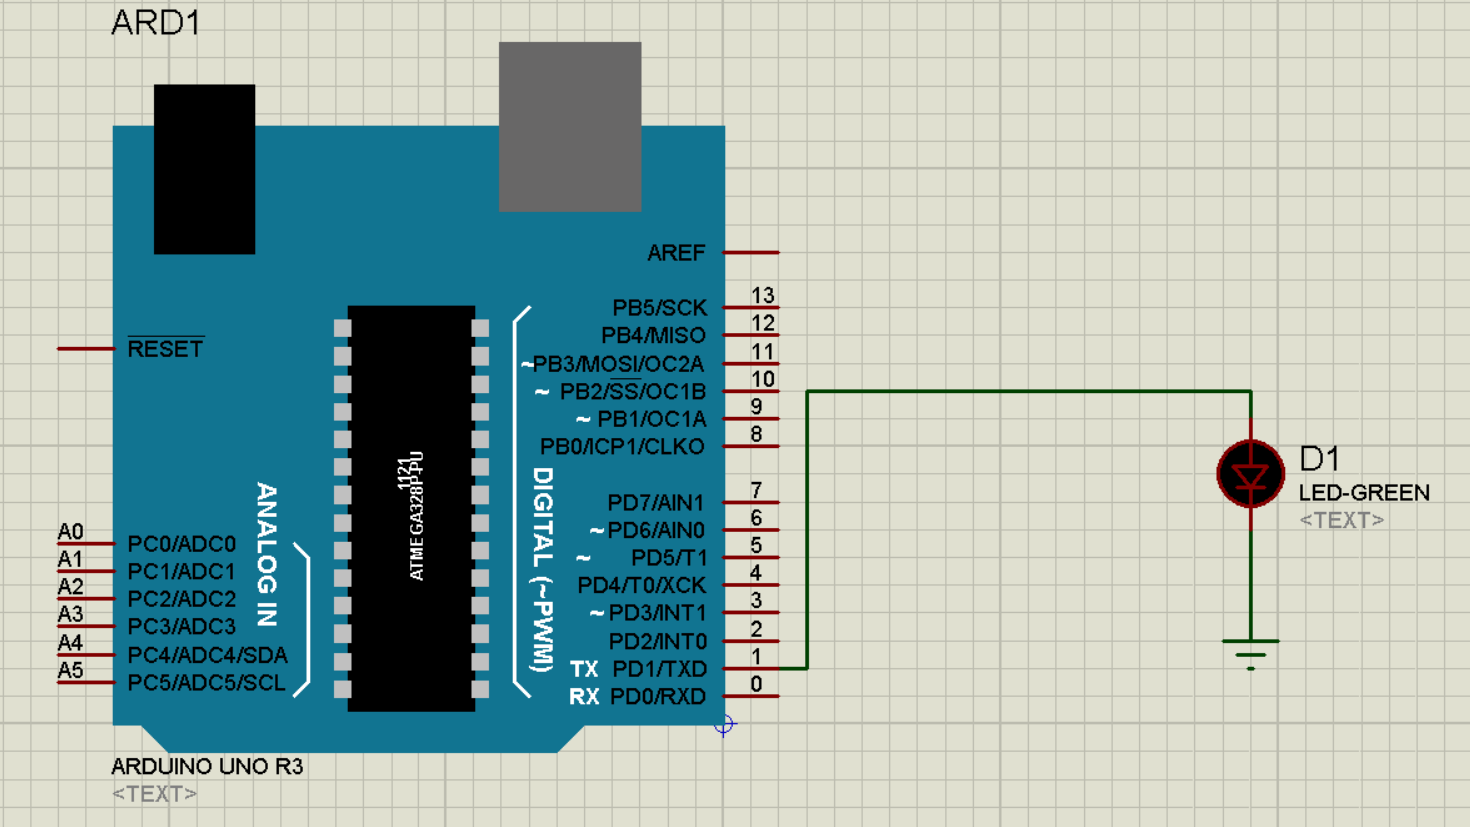 ARD1
AREF
13
PB5/SCK
12
PB4/MISO
RESET
11
~PB3/MOSI/OC2A
10
~ PB2/SS/OC1B
9
~ PB1/OC1A
8
PB0/ICP1/CLKO
D1
LED-GREEN
<TEXT>
1121
ATMEGA328P-PU
DIGITAL (~PWM)
ANALOG IN
7
PD7/AIN1
6
~PD6/AIN0
5
~ PD5/T1
4
PD4/T0/XCK
3
~PD3/INT1
2
PD2/INT0
1
TX PD1/TXD
0
RX PD0/RXD
A0
PC0/ADC0
A1
PC1/ADC1
A2
PC2/ADC2
A3
PC3/ADC3
A4
PC4/ADC4/SDA
A5
PC5/ADC5/SCL
ARDUINO UNO R3
<TEXT>